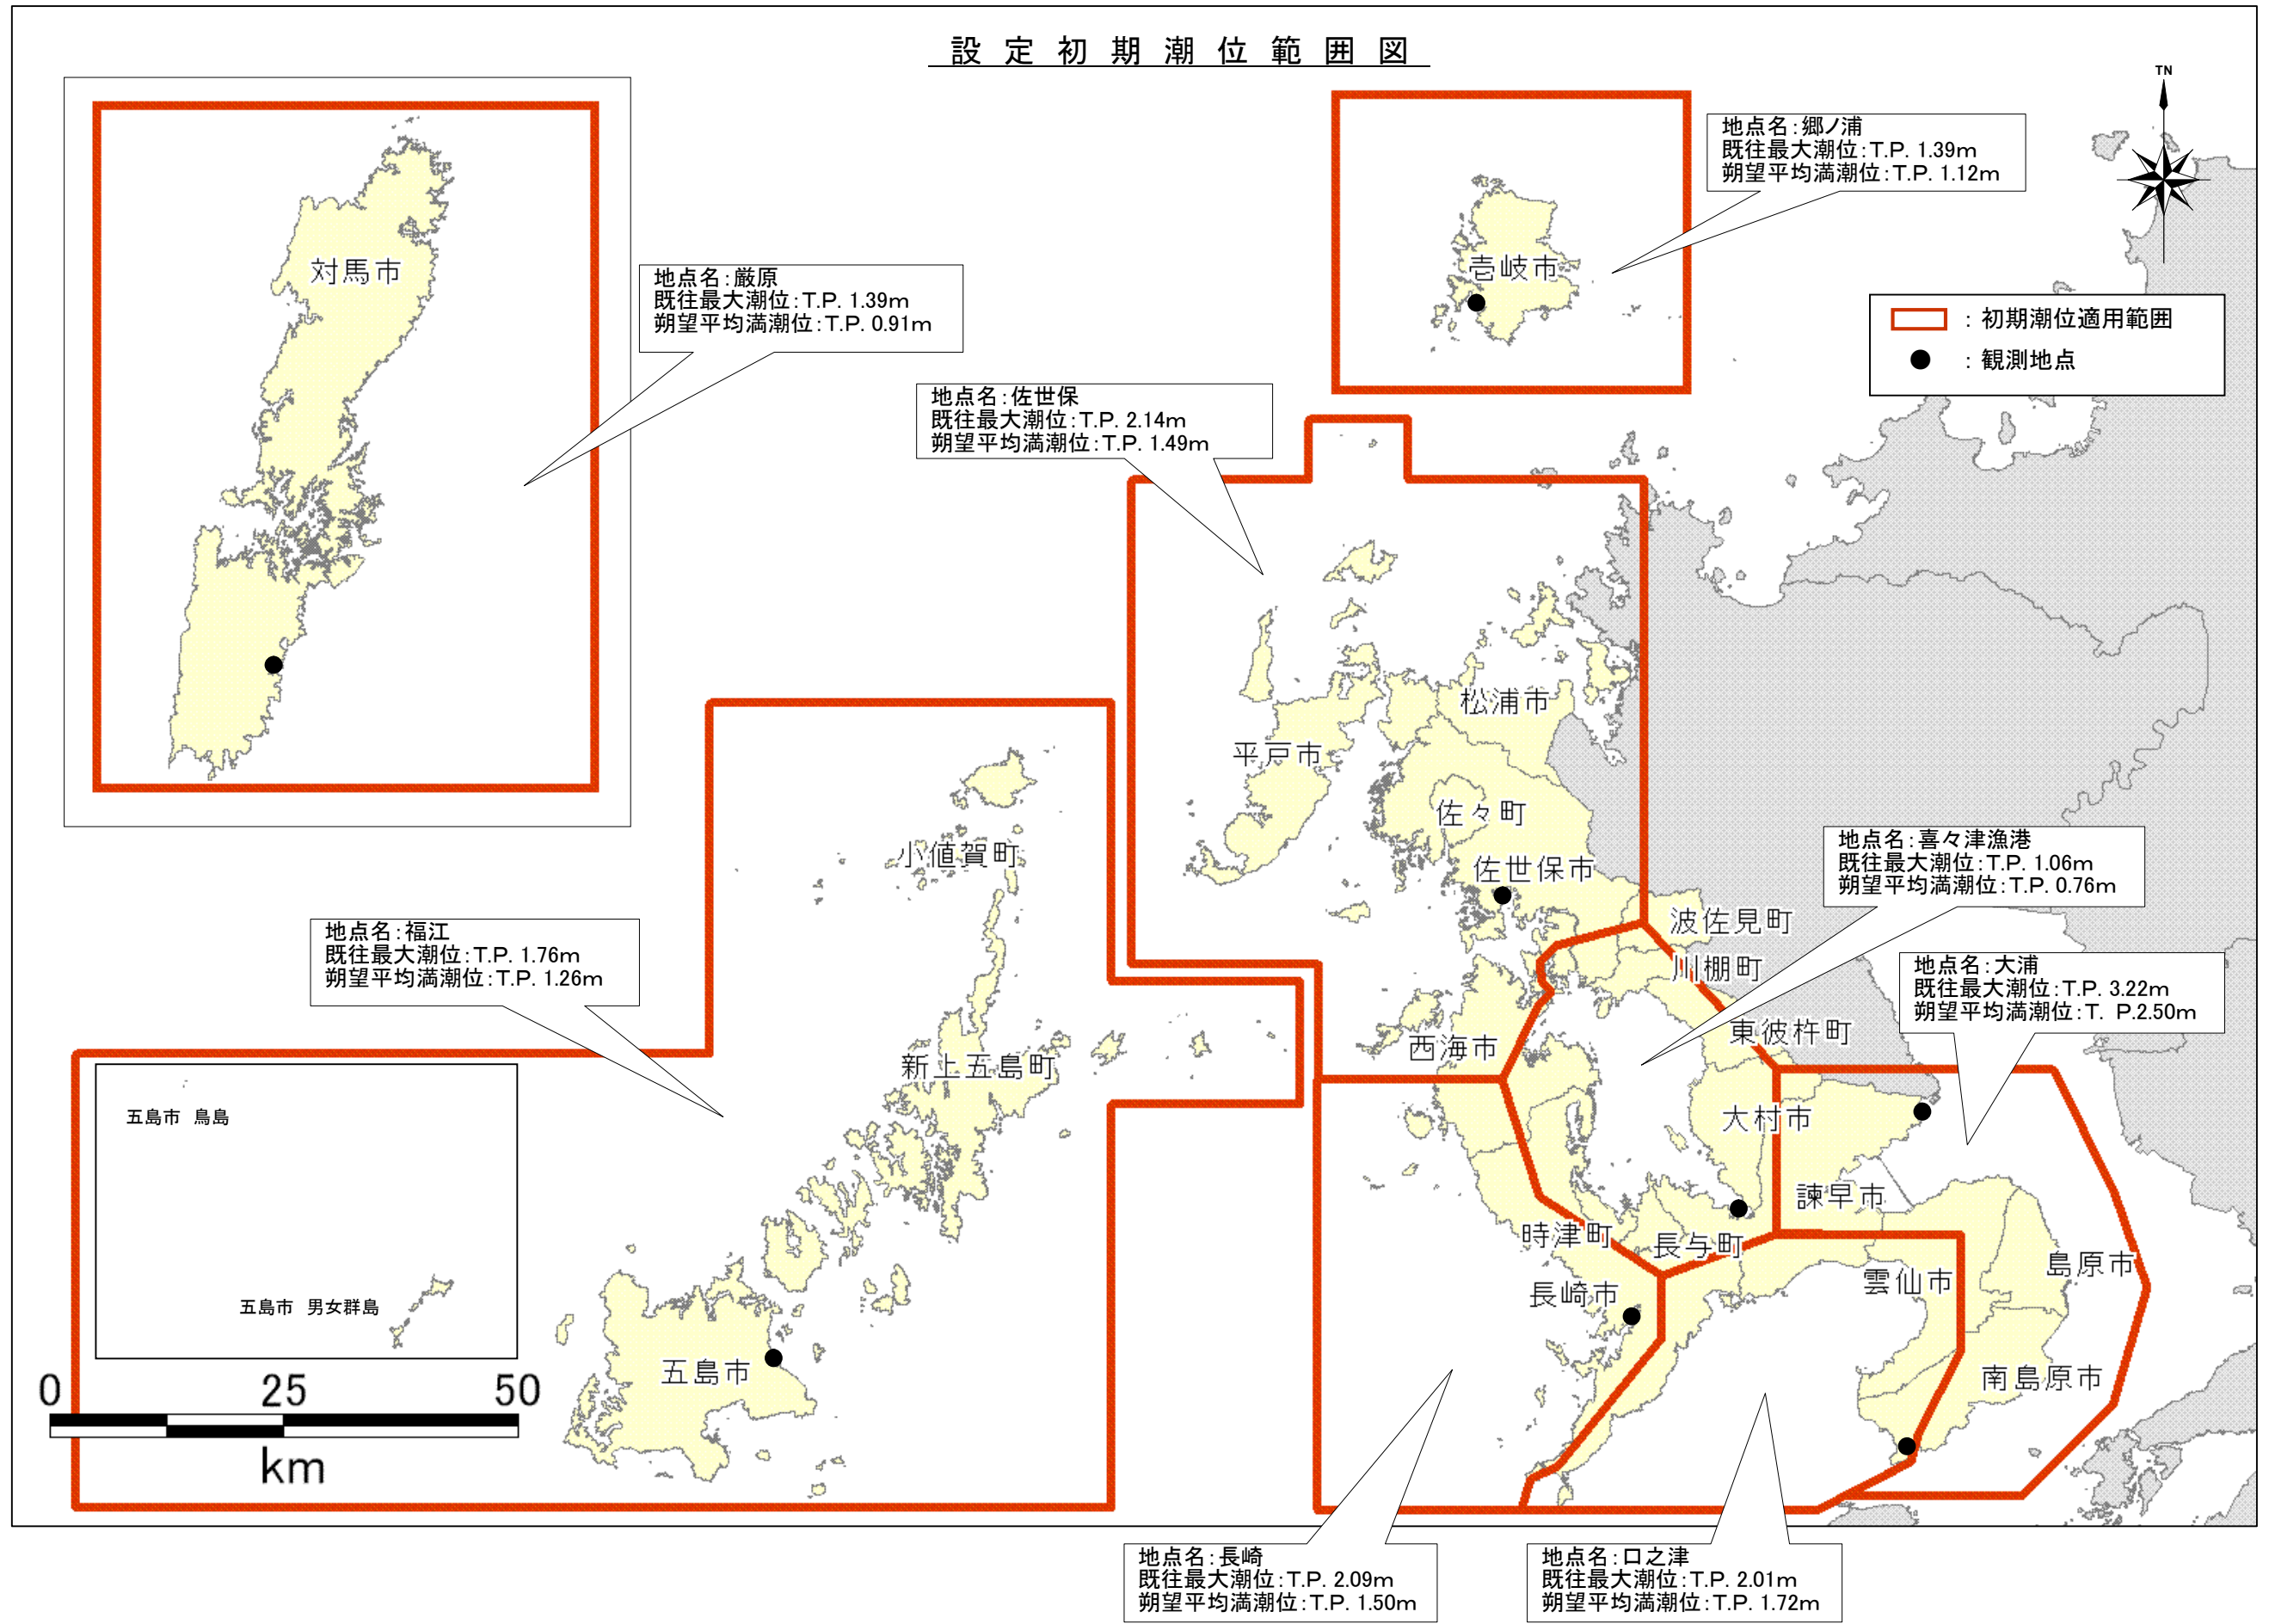 設定初期潮位範囲図
TN
地点名:郷ノ浦
既往最大潮位:T.P. 1.39m
朔望平均満潮位:T.P. 1.12m
対馬市
壱岐市
地点名:厳原
既往最大潮位:T.P. 1.39m
朔望平均満潮位:T.P. 0.91m
:初期潮位適用範囲
:観測地点
地点名:佐世保
既往最大潮位:T.P. 2.14m
朔望平均満潮位:T.P. 1.49m
松浦市
平戸市
佐々町
佐世保市
小値賀町
地点名:喜々津漁港
既往最大潮位:T.P. 1.06m
朔望平均満潮位:T.P. 0.76m
波佐見町
川棚町
地点名:福江
既往最大潮位:T.P. 1.76m
朔望平均満潮位:T.P. 1.26m
地点名:大浦
既往最大潮位:T.P. 3.22m
朔望平均満潮位:T. P.2.50m
東彼杵町
西海市
新上五島町
五島市 鳥島
大村市
諫早市
時津町
長与町
島原市
雲仙市
長崎市
五島市 男女群島
五島市
南島原市
0 25 50
km
地点名:長崎
既往最大潮位:T.P. 2.09m
朔望平均満潮位:T.P. 1.50m
地点名:口之津
既往最大潮位:T.P. 2.01m
朔望平均満潮位:T.P. 1.72m